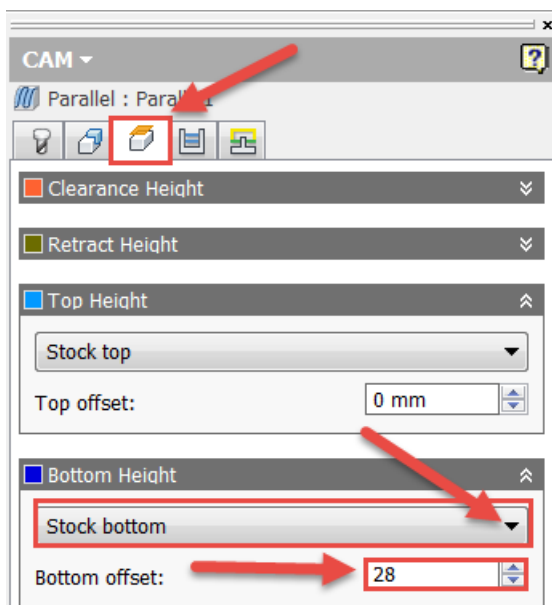 CAM
Parallel : Parallel1
Clearance Height
Retract Height
Top Height
Stock top
Top offset:
0 mm
Bottom Height
Stock bottom
Bottom offset:
28